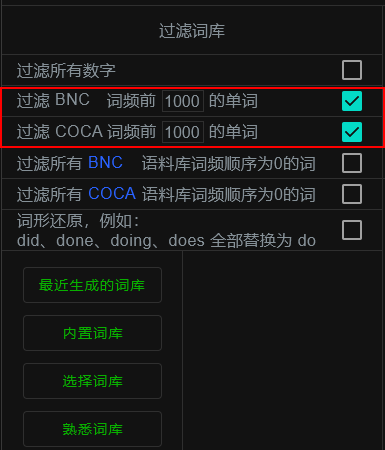 过滤词库
过滤所有数字
过滤 BNC 词频前 1000 的单词
过滤 COCA 词频前 1000 的单词
过滤所有 BNC 语料库词频顺序为0的词
过滤所有 COCA 语料库词频顺序为0的词
词形还原，例如：
did、done、doing、does 全部替换为 do
最近生成的词库
内置词库
选择词库
熟悉词库